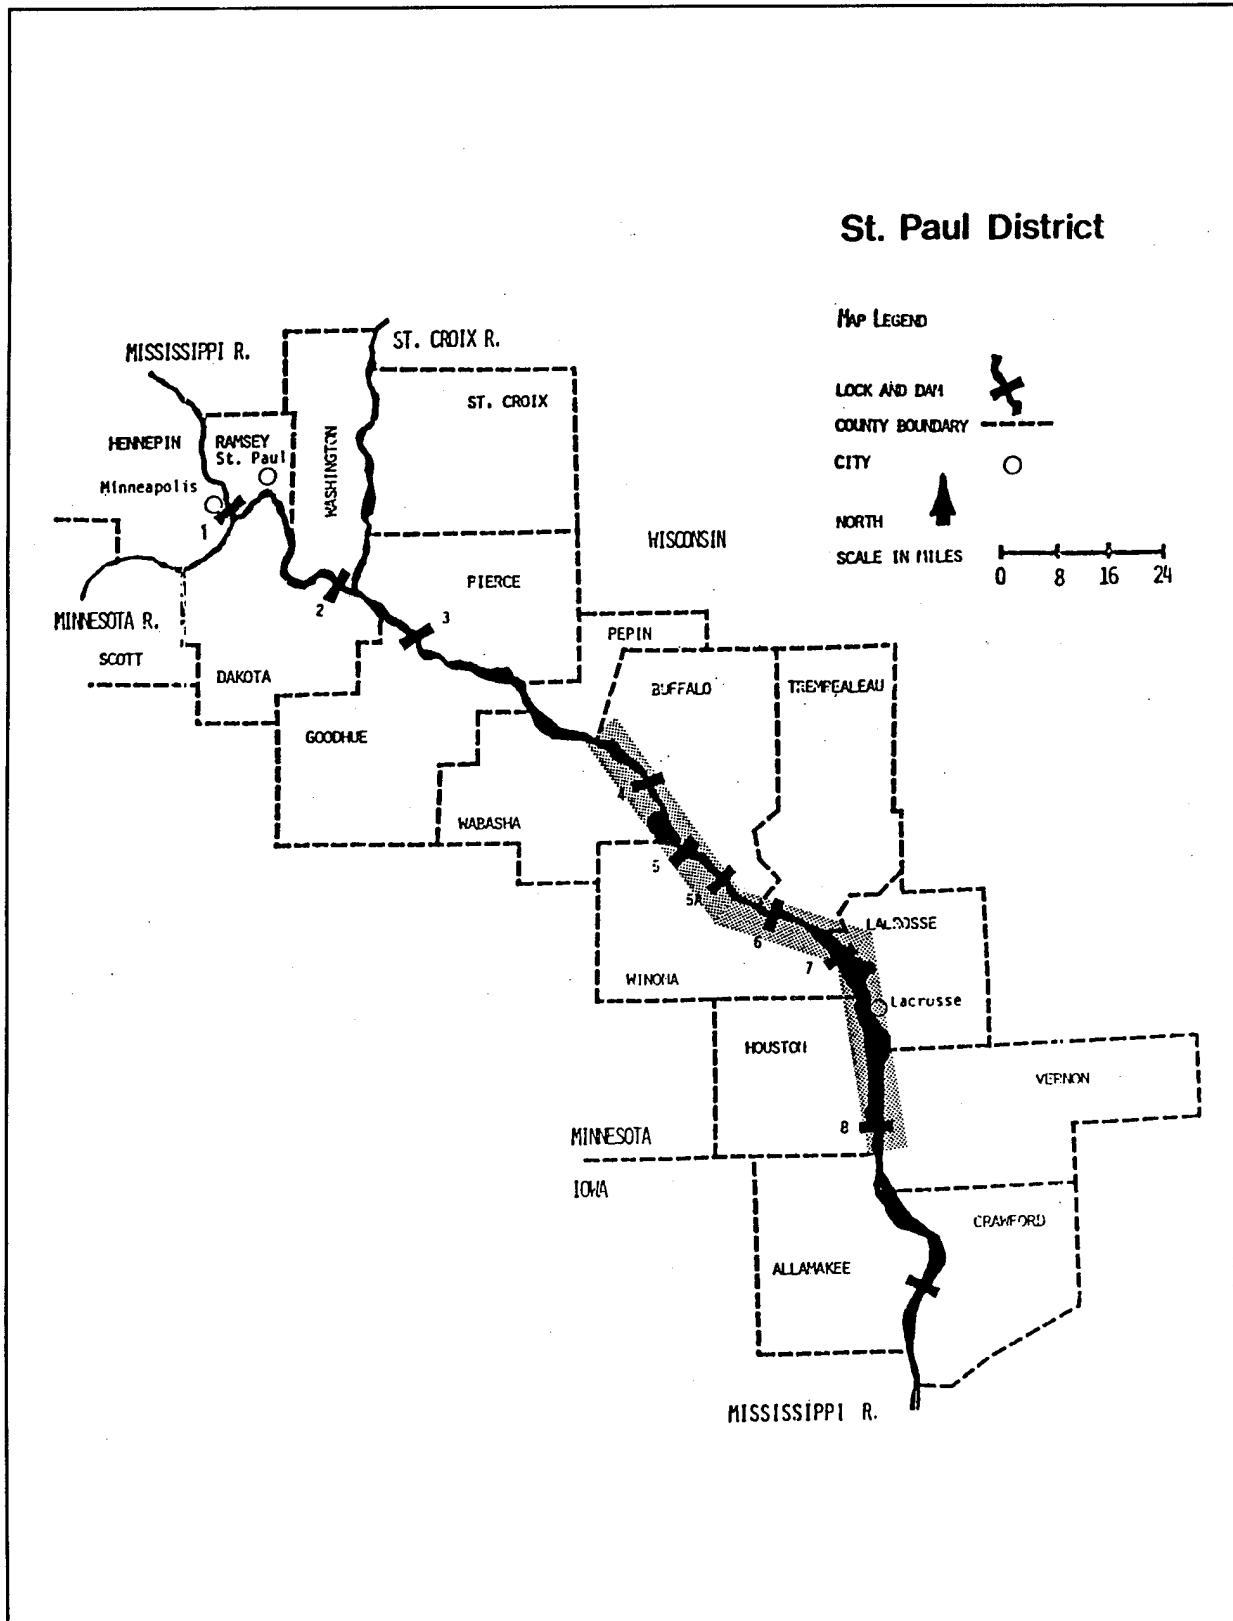 St. Paul District
MAP LEGEND
LOCK AND DAM
COUNTY BOUNDARY
CITY
NORTH
SCALE IN MILES
0 8 16 24
MISSISSIPPI R.
ST. CROIX R.
ST. CROIX
HENNEPIN
RAMSEY
St. Paul
WASHINGTON
Minneapolis
1
WISCONSIN
PIERCE
2
3
MINNESOTA R.
SCOTT
DAKOTA
PEPIN
BUFFALO
TREMPEALEAU
GOODHUE
4
WABASHA
5
5A
6
7
LACROSSE
WINONA
Lacrusse
HOUSTON
VERNON
8
MINNESOTA
IOWA
CRAWFORD
ALLAMAKEE
MISSISSIPPI R.